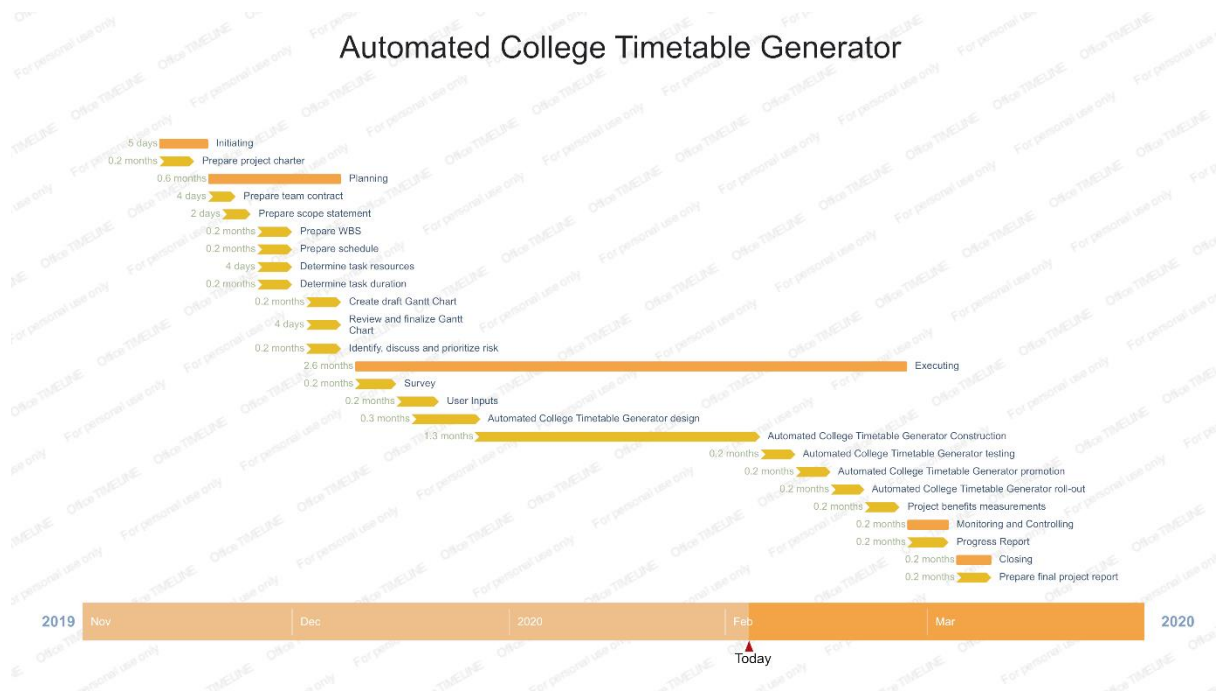 Automated College Timetable Generator
5 days Initiating
0.2 months Prepare project charter
0.6 months Planning
4 days Prepare team contract
2 days Prepare scope statement
0.2 months Prepare WBS
0.2 months Prepare schedule
4 days Determine task resources
0.2 months Determine task duration
0.2 months Create draft Gantt Chart
4 days Review and finalize Gantt
Chart
0.2 months Identify, discuss and prioritize risk
2.6 months Executing
0.2 months Survey
0.2 months User Inputs
0.3 months Automated College Timetable Generator design
1.3 months Automated College Timetable Generator Construction
0.2 months Automated College Timetable Generator testing
0.2 months Automated College Timetable Generator promotion
0.2 months Automated College Timetable Generator roll-out
0.2 months Project benefits measurements
0.2 months Monitoring and Controlling
0.2 months Progress Report
0.2 months Closing
0.2 months Prepare final project report
2019 Nov Dec 2020 Feb Mar 2020
Today
For personal use only
Office TIMELINE